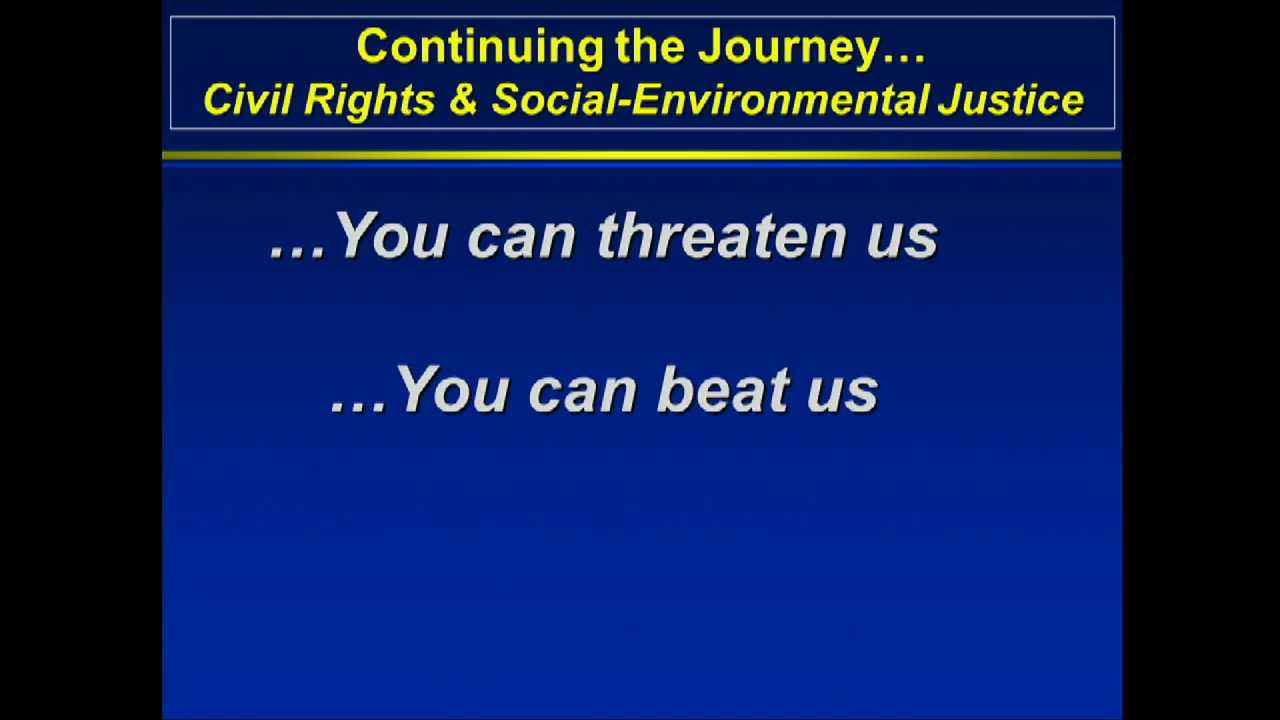 Continuing the Journey…
Civil Rights & Social-Environmental Justice
…You can threaten us
…You can beat us